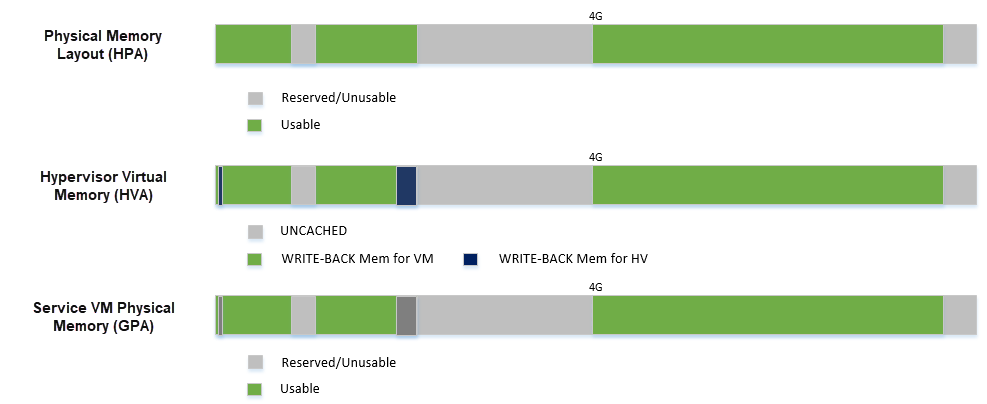 4G
Physical Memory
Layout (HPA)
Reserved/Unusable
Usable
4G
Hypervisor Virtual
Memory (HVA)
UNCACHED
WRITE-BACK Mem for VM WRITE-BACK Mem for HV
4G
Service VM Physical
Memory (GPA)
Reserved/Unusable
Usable